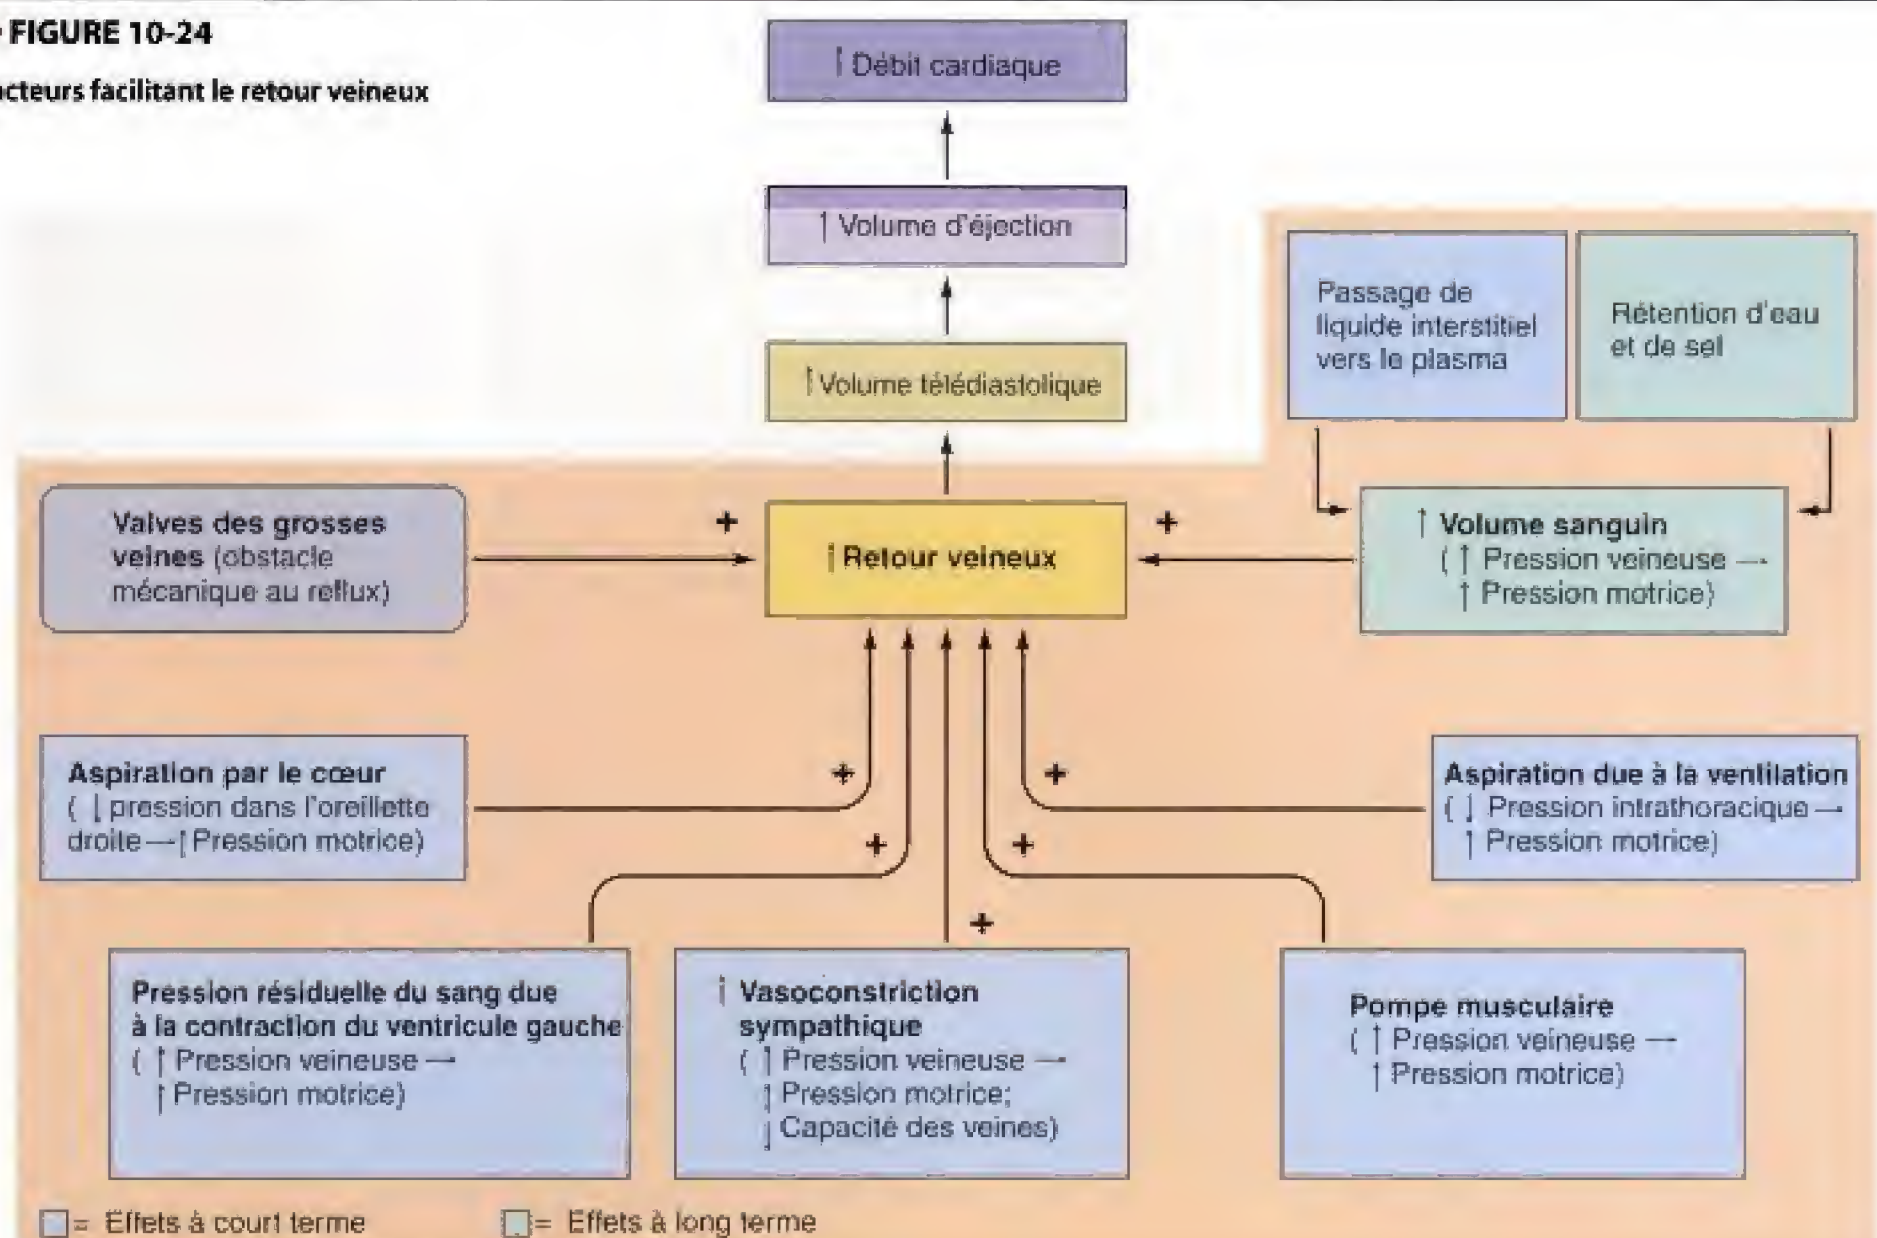 FIGURE 10-24
acteurs facilitant le retour veineux
↑ Débit cardiaque
↑ Volume d'éjection
↑ Volume télédiastolique
Passage de
liquide interstitiel
vers le plasma
Rétention d'eau
et de sel
Valves des grosses
veines (obstacle
mécanique au reflux)
+
↑ Retour veineux
+
↑ Volume sanguin
( ↑ Pression veineuse →
↑ Pression motrice)
Aspiration par le cœur
( ↓ pression dans l'oreillette
droite → ↑ Pression motrice)
+
+
Aspiration due à la ventilation
( ↓ Pression intrathoracique →
↑ Pression motrice)
+
+
+
Pression résiduelle du sang due
à la contraction du ventricule gauche
( ↑ Pression veineuse →
↑ Pression motrice)
↑ Vasoconstriction
sympathique
( ↑ Pression veineuse →
↑ Pression motrice;
↓ Capacité des veines)
Pompe musculaire
( ↑ Pression veineuse →
↑ Pression motrice)
= Effets à court terme
= Effets à long terme